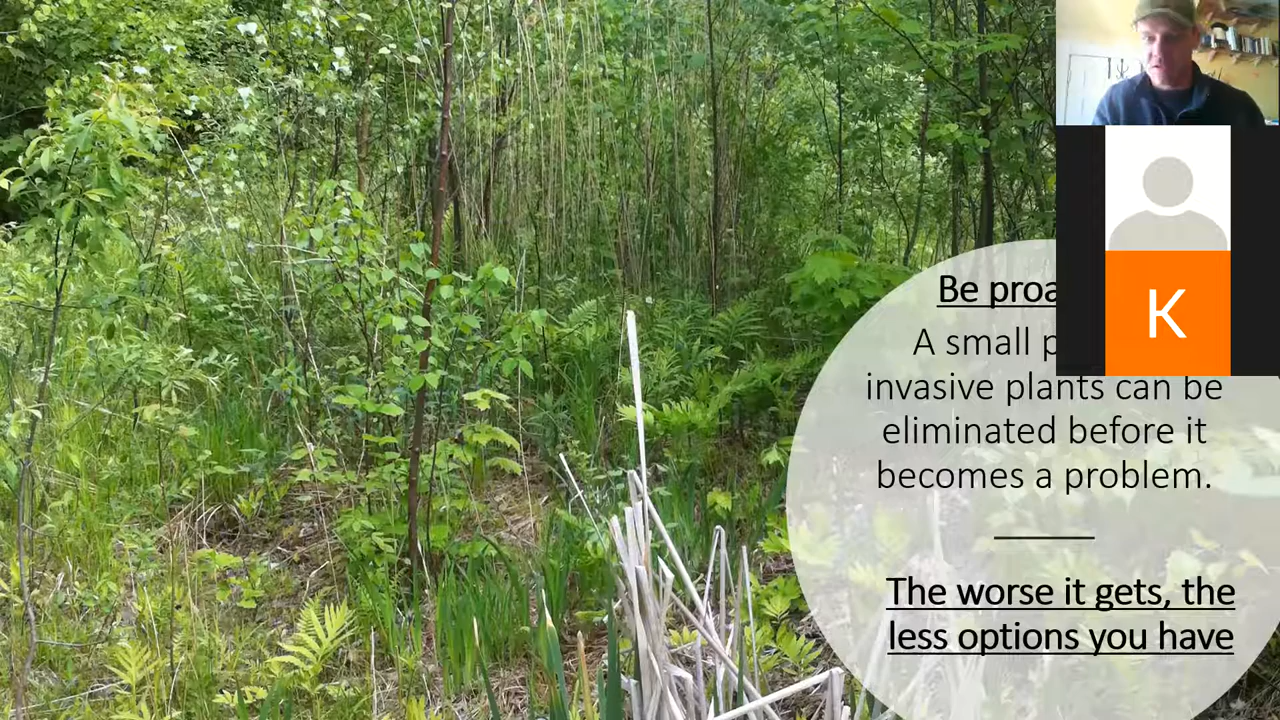 Be
A small
invasive plants can be
eliminated before it
becomes a problem.
The worse it gets, the
less options you have
K